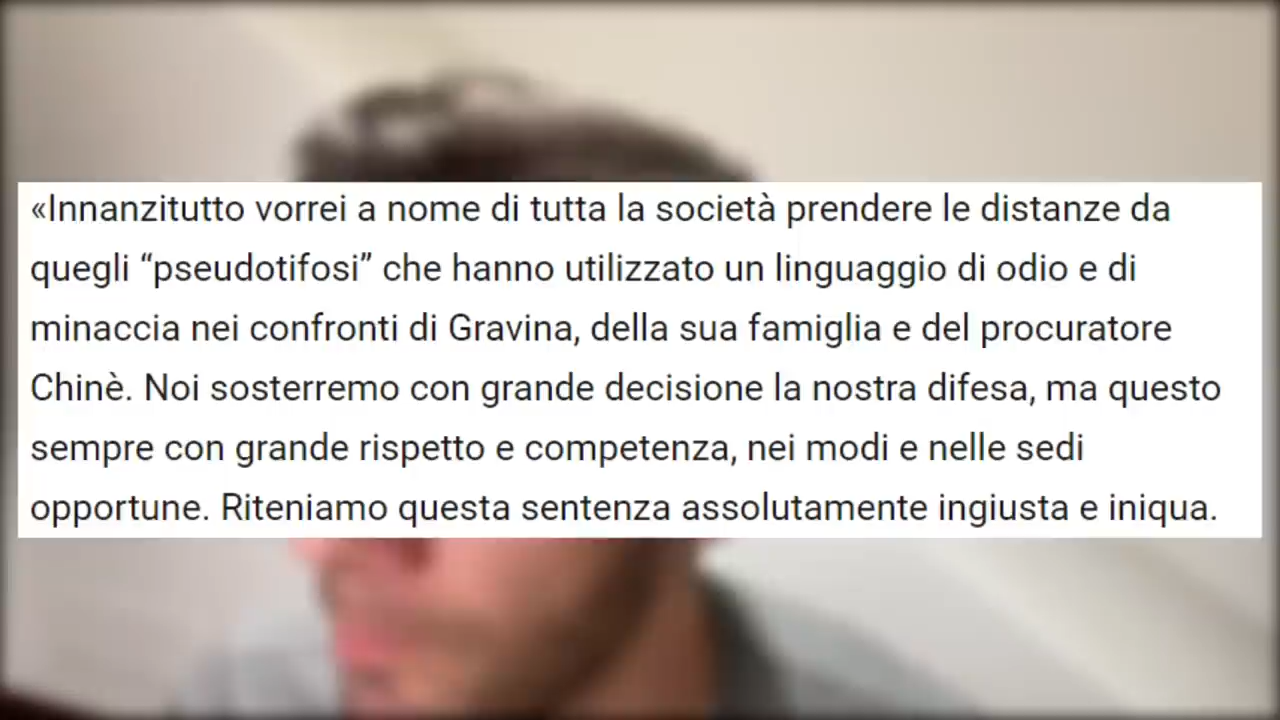 «Innanzitutto vorrei a nome di tutta la società prendere le distanze da
quegli “pseudotifosi” che hanno utilizzato un linguaggio di odio e di
minaccia nei confronti di Gravina, della sua famiglia e del procuratore
Chinè. Noi sosterremo con grande decisione la nostra difesa, ma questo
sempre con grande rispetto e competenza, nei modi e nelle sedi
opportune. Riteniamo questa sentenza assolutamente ingiusta e iniqua.